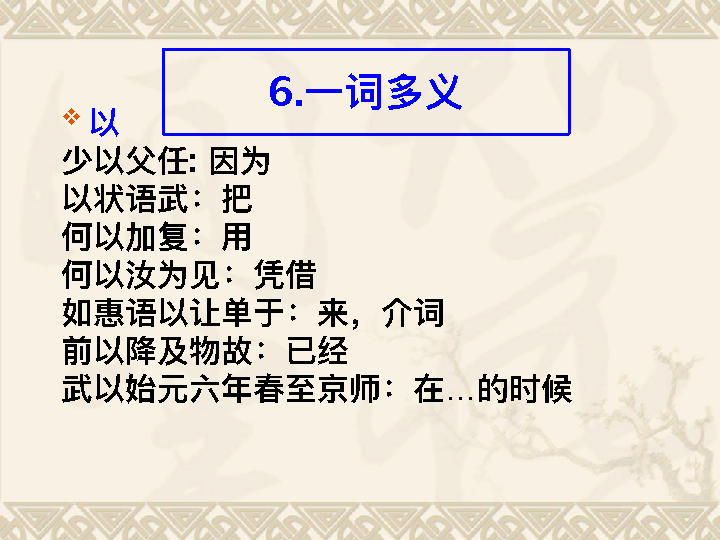 6.一词多义
以
少以父任: 因为
以状语武：把
何以加复：用
何以汝为见：凭借
如惠语以让单于：来，介词
前以降及物故：已经
武以始元六年春至京师：在…的时候